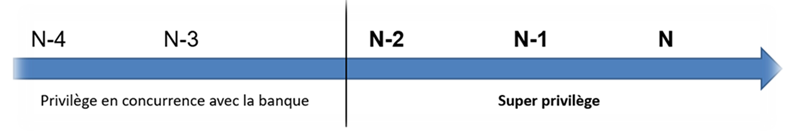 N-4 N-3 N-2 N-1 N
Privilège en concurrence avec la banque Super privilège